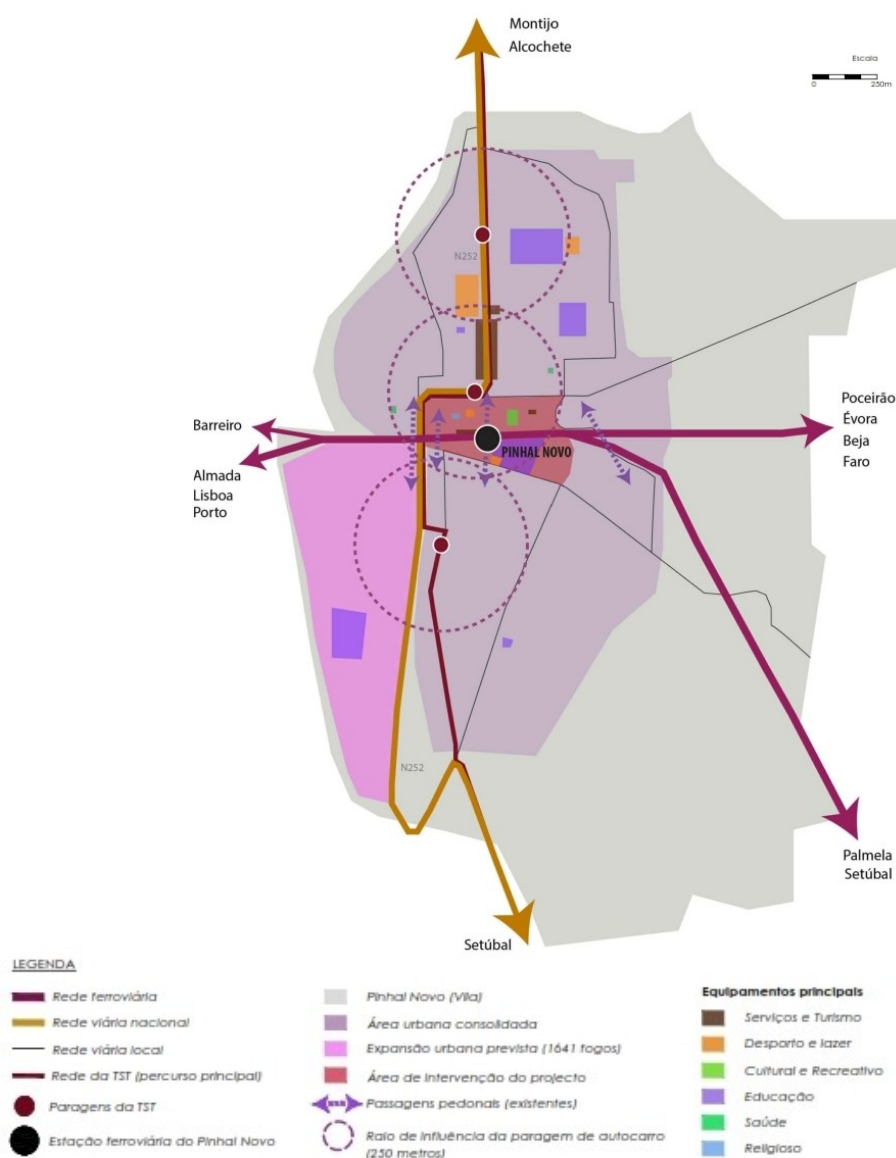 Montijo
Alcochete
Escala
0 250m
N252
Barreiro
Almada
Lisboa
Porto
PINHAL NOVO
Poceirão
Évora
Beja
Faro
N252
Palmela
Setúbal
Setúbal
LEGENDA
Rede ferroviária
Rede viária nacional
Rede viária local
Rede da TST (percurso principal)
Paragens da TST
Estação ferroviária do Pinhal Novo
Pinhal Novo (Vila)
Área urbana consolidada
Expansão urbana prevista (1641 fogos)
Área de Intervenção do projecto
Passagens pedonais (existentes)
Raio de influência da paragem de autocarro
(250 metros)
Equipamentos principais
Serviços e Turismo
Desporto e lazer
Cultural e Recreativo
Educação
Saúde
Religioso